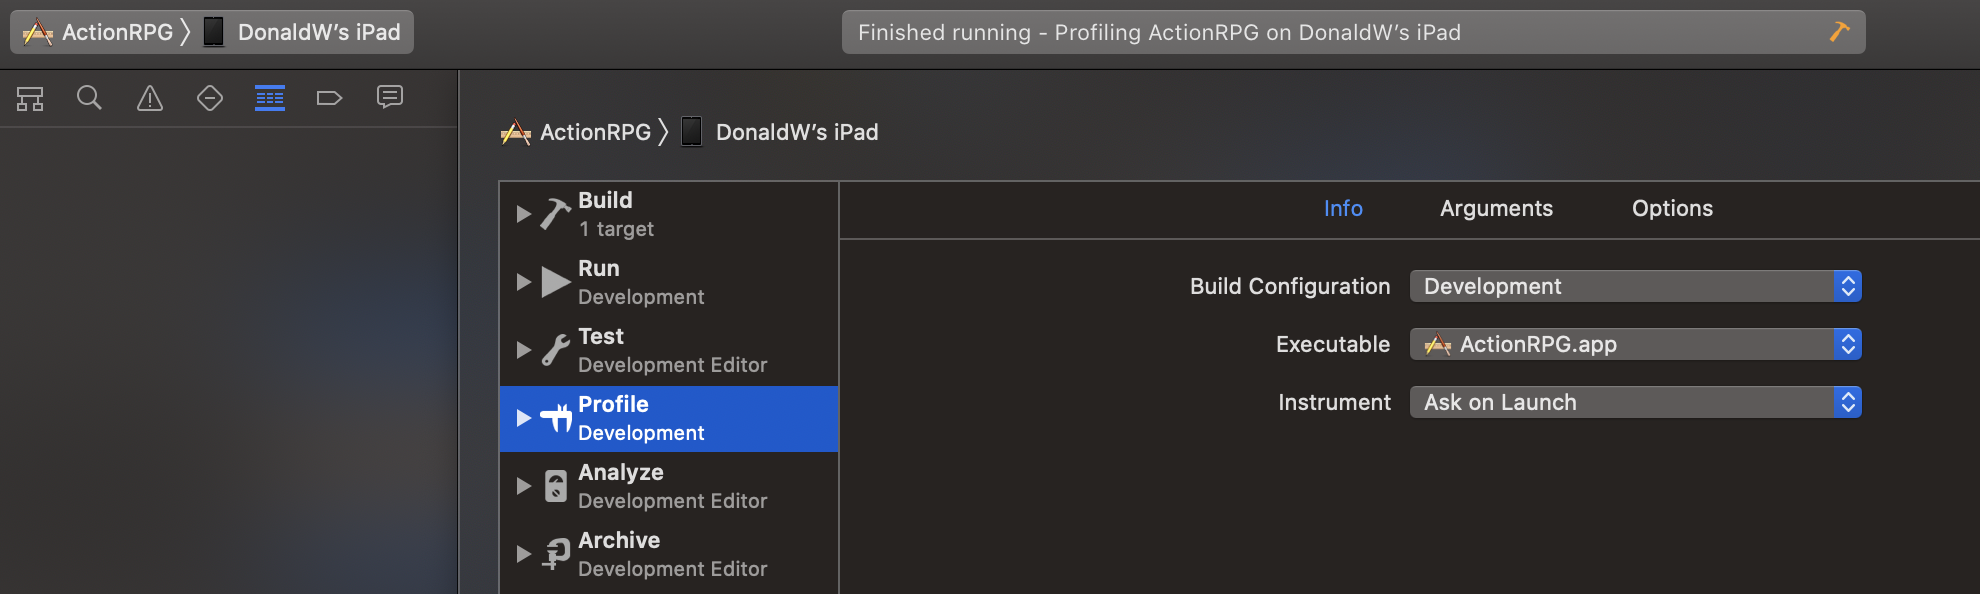 ActionRPG DonaldW’s iPad
Finished running - Profiling ActionRPG on DonaldW’s iPad
ActionRPG DonaldW’s iPad
Build
1 target
Run
Development
Test
Development Editor
Profile
Development
Analyze
Development Editor
Archive
Development Editor
Info Arguments Options
Build Configuration Development
Executable ActionRPG.app
Instrument Ask on Launch